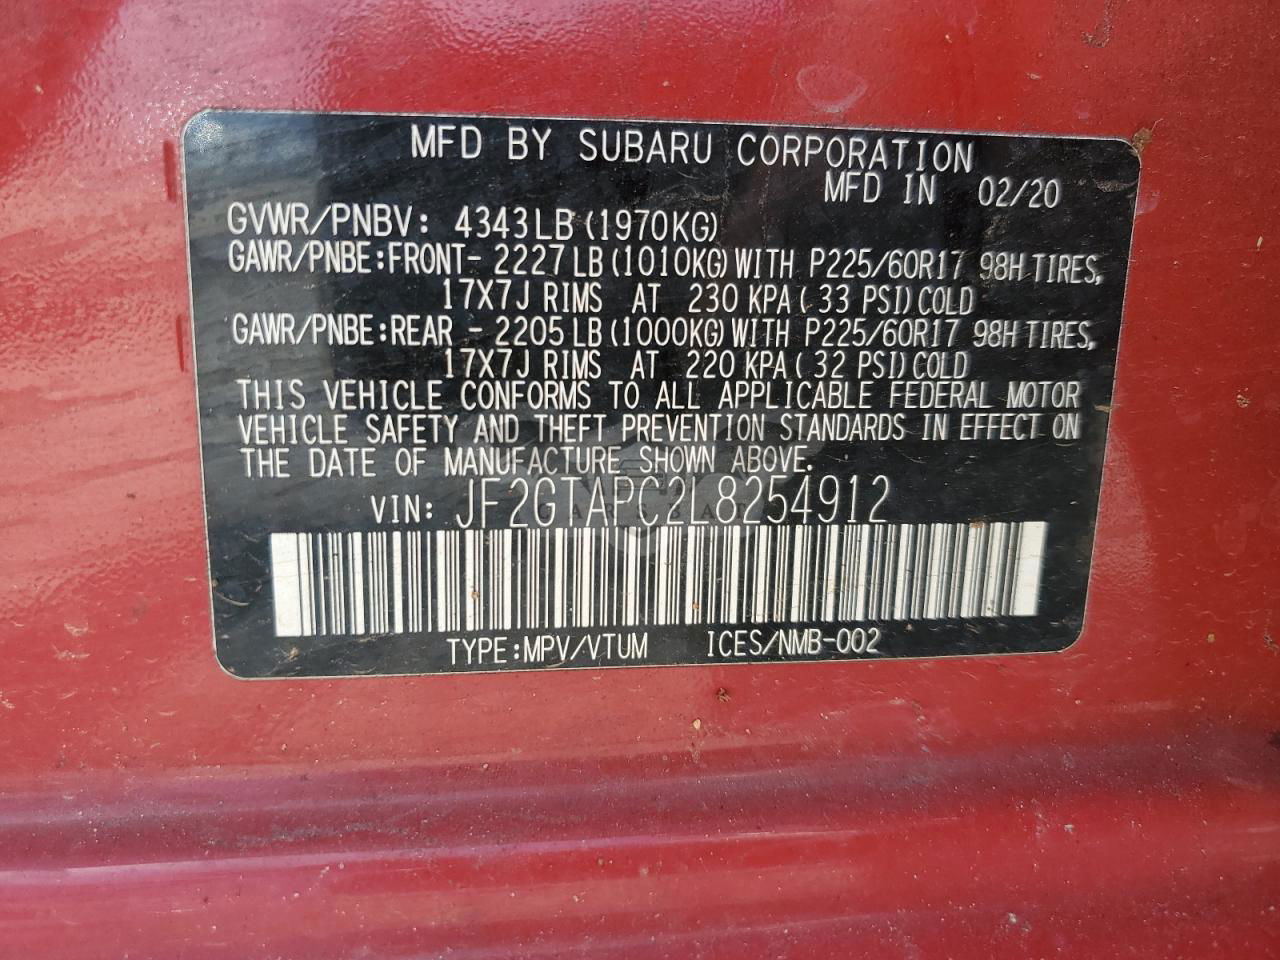 MFD BY SUBARU CORPORATION
MFD IN 02/20
GVWR/PNBV: 4343LB (1970KG)
GAWR/PNBE:FRONT- 2227LB (1010KG) WITH P225/60R17 98H TIRES,
17X7J RIMS AT 230 KPA ( 33 PSI) COLD
GAWR/PNBE:REAR - 2205LB (1000KG) WITH P225/60R17 98H TIRES,
17X7J RIMS AT 220 KPA ( 32 PSI) COLD
THIS VEHICLE CONFORMS TO ALL APPLICABLE FEDERAL MOTOR
VEHICLE SAFETY AND THEFT PREVENTION STANDARDS IN EFFECT ON
THE DATE OF MANUFACTURE SHOWN ABOVE.
VIN: JF2GTAPC2L8254912
TYPE:MPV/VTUM ICES/NMB-002